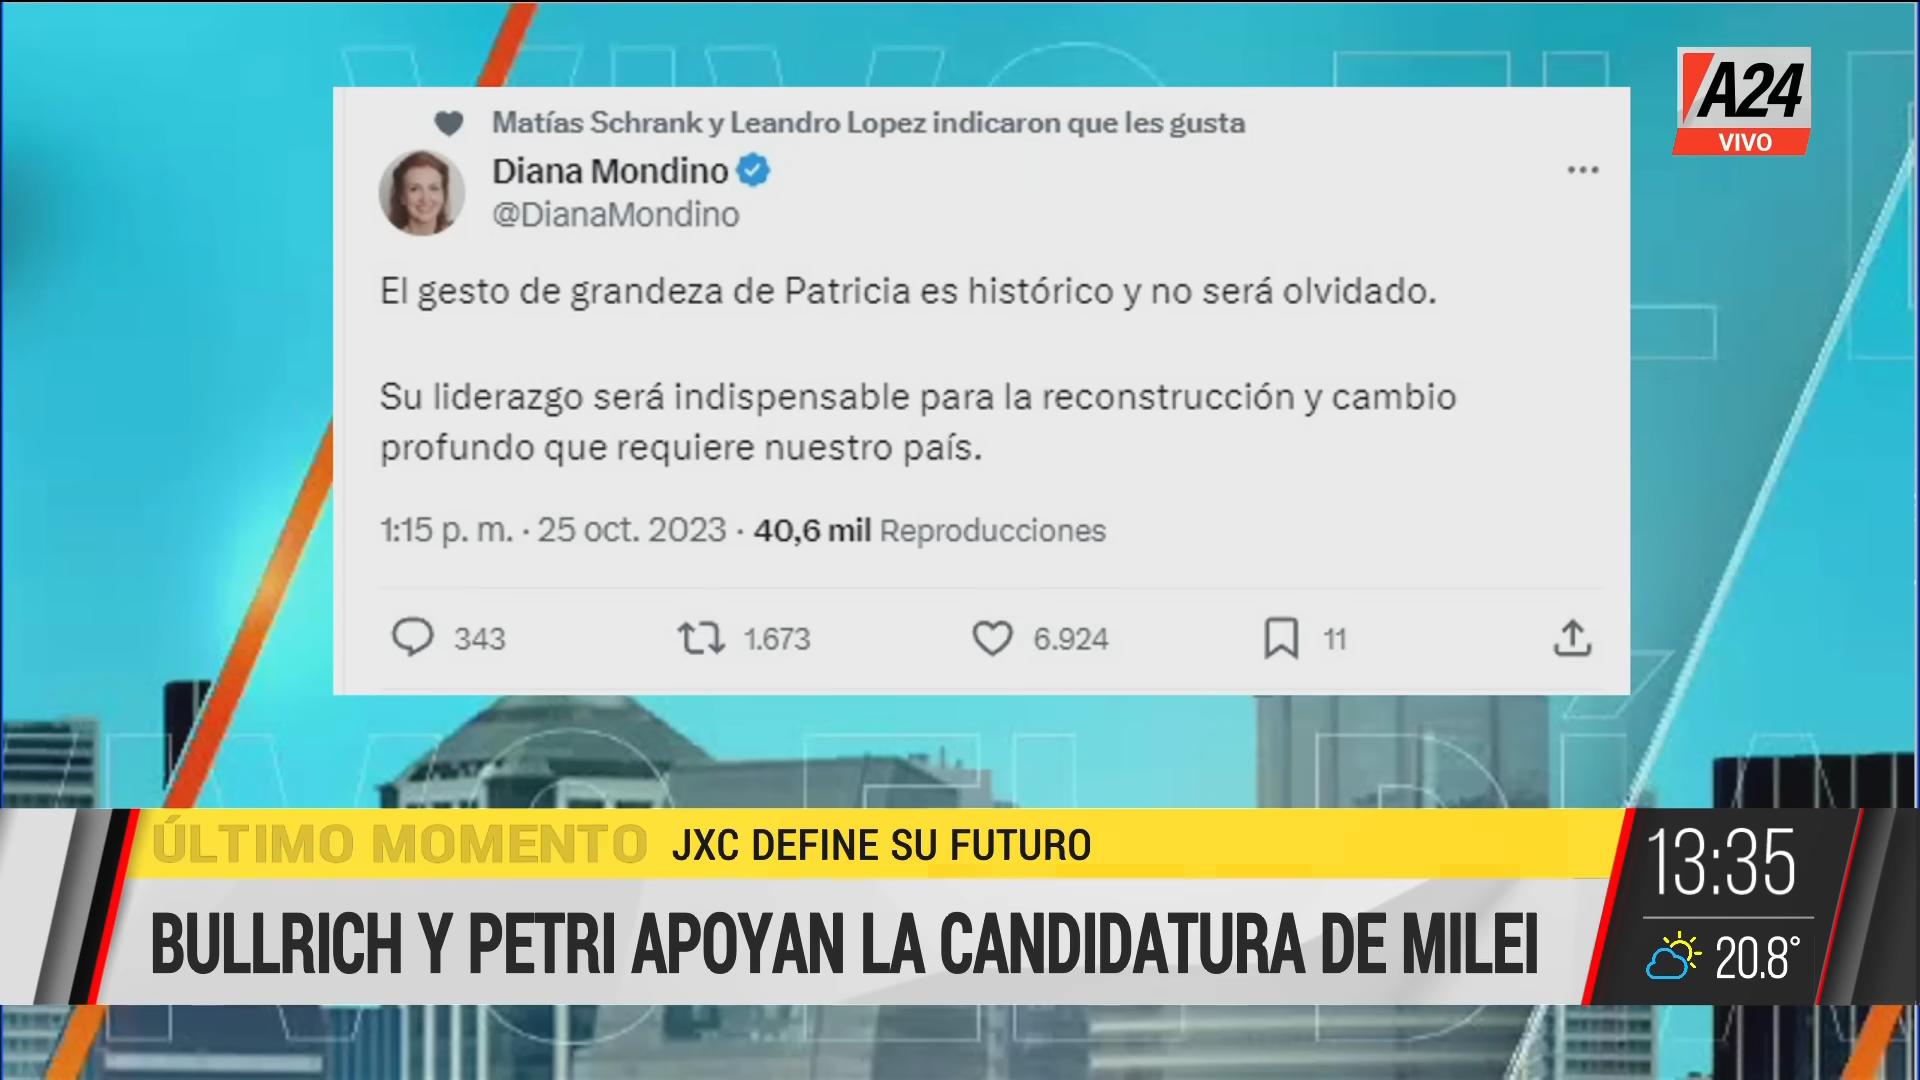 A24
VIVO
Matías Schrank y Leandro Lopez indicaron que les gusta
Diana Mondino
@DianaMondino
El gesto de grandeza de Patricia es histórico y no será olvidado.
Su liderazgo será indispensable para la reconstrucción y cambio
profundo que requiere nuestro país.
1:15 p. m. · 25 oct. 2023 · 40,6 mil Reproducciones
343 1.673 6.924 11
ÚLTIMO MOMENTO JXC DEFINE SU FUTURO
BULLRICH Y PETRI APOYAN LA CANDIDATURA DE MILEI
13:35
20.8°